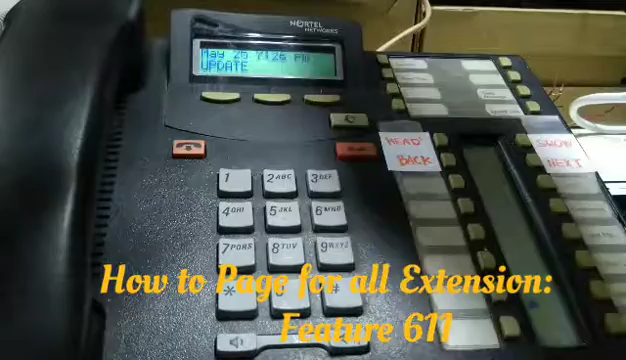 NORTEL
NETWORKS
May 26 7:26 PM
UPDATE
HEAD
BACK
SHOW
NEXT
1 2ABC 3DEF
4GHI 5JKL 6MNO
7PQRS 8TUV 9WXYZ
* #
How to Page for all Extension:
Feature 611